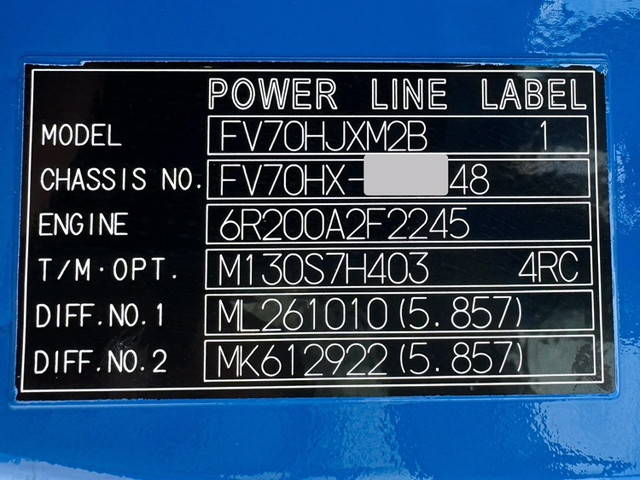 POWER LINE LABEL
MODEL FV70HJXM2B 1
CHASSIS NO. FV70HX- 48
ENGINE 6R200A2F2245
T/M·OPT. M130S7H403 4RC
DIFF.NO.1 ML261010(5.857)
DIFF.NO.2 MK612922(5.857)